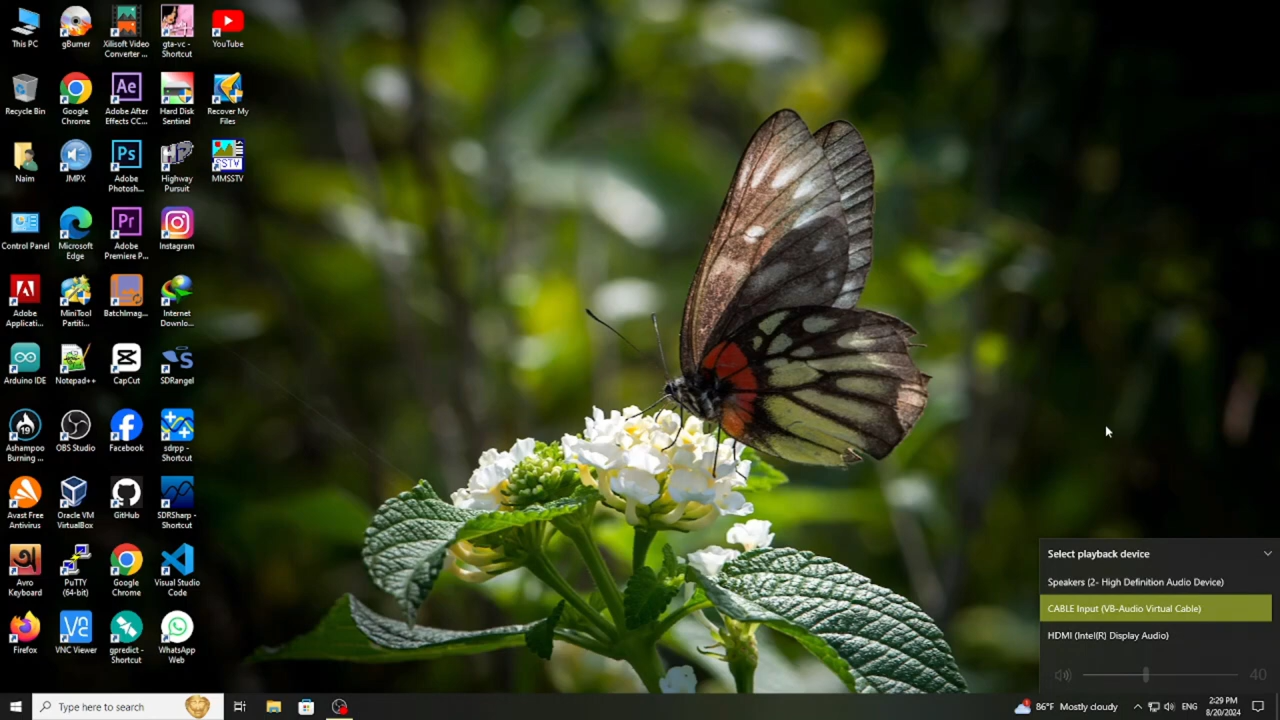 This PC
gBurner
Xilisoft Video
Converter ...
gta-vc -
Shortcut
YouTube
Recycle Bin
Google
Chrome
Adobe After
Effects CC...
Hard Disk
Sentinel
Recover My
Files
Naim
JMPX
Adobe
Photosh...
Highway
Pursuit
MMSSTV
Control Panel
Microsoft
Edge
Adobe
Premiere P...
Instagram
Adobe
Applicati...
MiniTool
Partiti...
BatchImag...
Internet
Downlo...
Arduino IDE
Notepad++
CapCut
SDRangel
Ashampoo
Burning ...
OBS Studio
Facebook
sdrpp -
Shortcut
Avast Free
Antivirus
Oracle VM
VirtualBox
GitHub
SDRSharp -
Shortcut
Avro
Keyboard
PuTTY
(64-bit)
Google
Chrome
Visual Studio
Code
Firefox
VNC Viewer
gpredict -
Shortcut
WhatsApp
Web
Select playback device
Speakers (2- High Definition Audio Device)
CABLE Input (VB-Audio Virtual Cable)
HDMI (Intel(R) Display Audio)
40
Type here to search
86°F Mostly cloudy
ENG
2:29 PM
8/20/2024